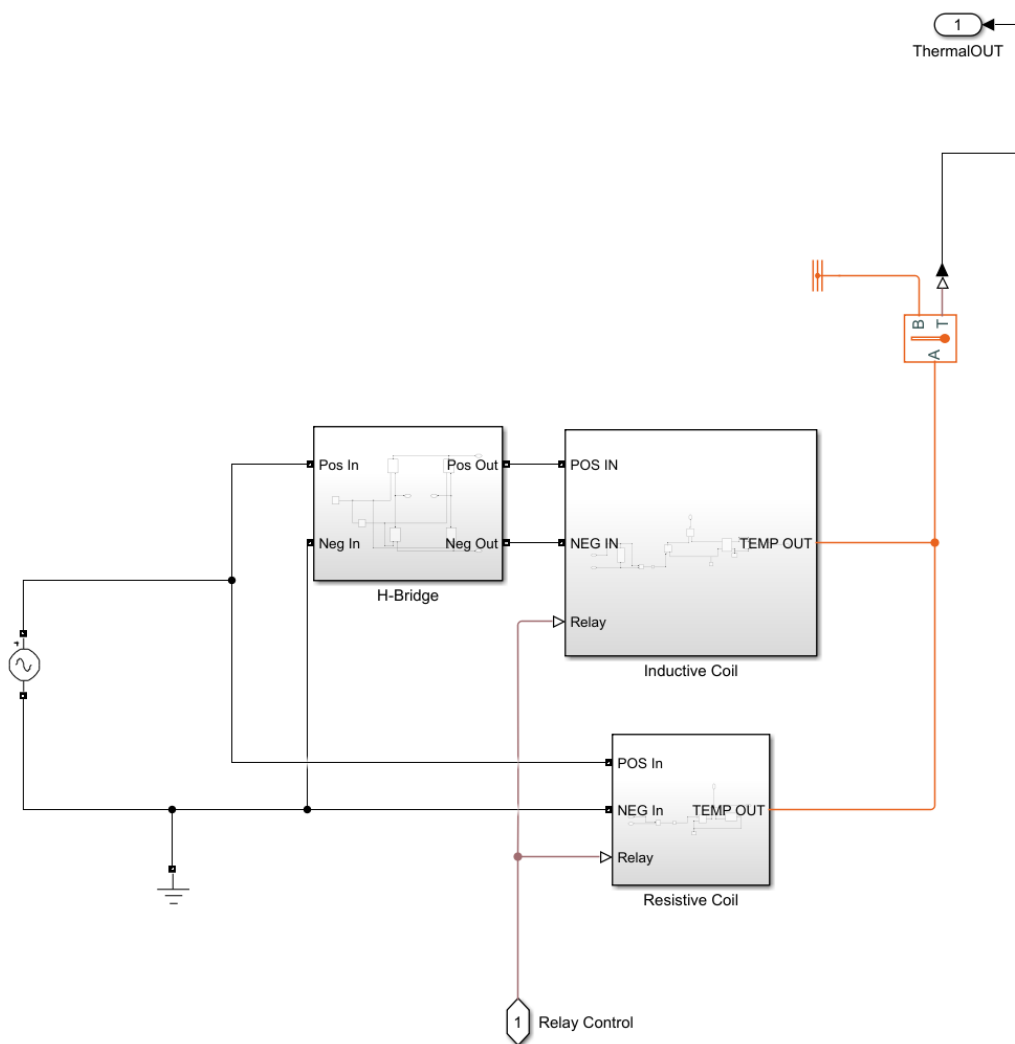 1
ThermalOUT
B
T
A
Pos In
Pos Out
Neg In
Neg Out
H-Bridge
POS IN
NEG IN
TEMP OUT
Relay
Inductive Coil
POS In
NEG In
TEMP OUT
Relay
Resistive Coil
1
Relay Control